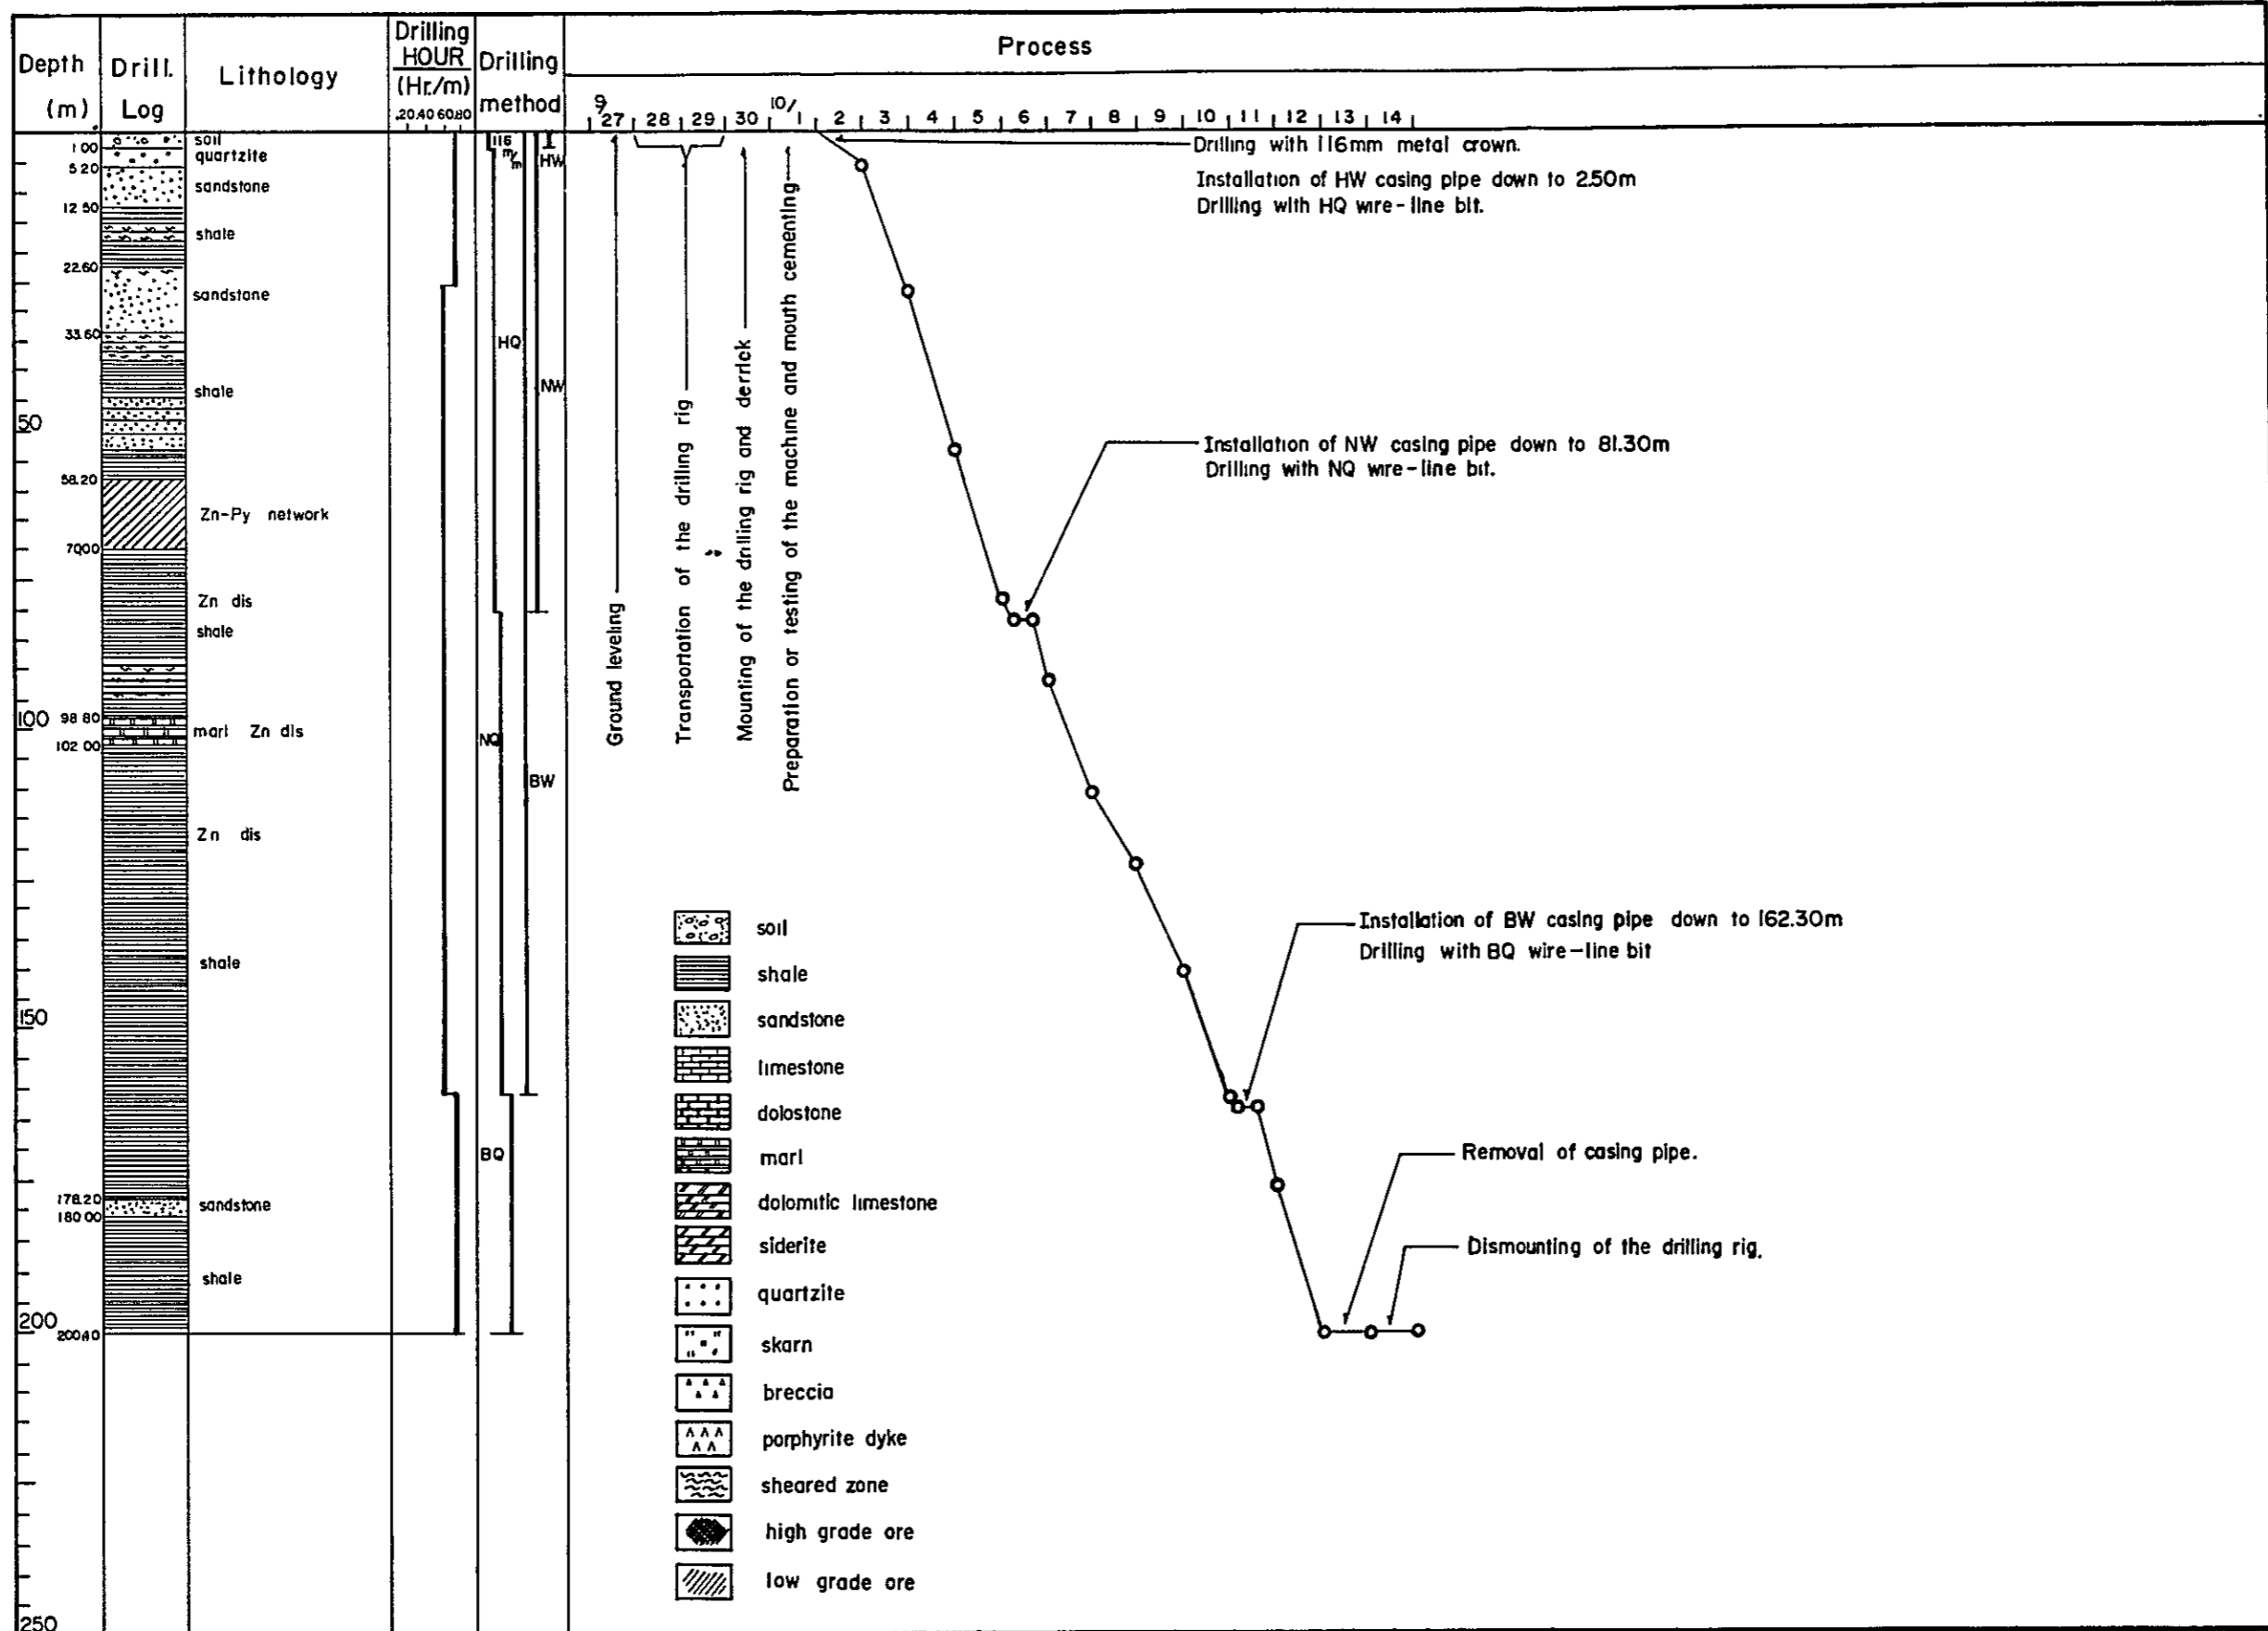 Process
Depth
(m)
Drill.
Log
Lithology
Drilling
HOUR
(Hr./m)
.20.40 60.80
Drilling
method
9/27 28 29 30 10/1 2 3 4 5 6 7 8 9 10 11 12 13 14
soil
1 00
quartzite
5 20
sandstone
12 50
shale
22.60
sandstone
33.60
shale
50
58.20
Zn-Py network
70.00
Zn dis
shale
100
98 80
marl Zn dis
102 00
Zn dis
shale
150
178.20
sandstone
180 00
shale
200
200.40
250
116 m/m
HW
HQ
NW
NQ
BW
BQ
Ground leveling
Transportation of the drilling rig
Mounting of the drilling rig and derrick
Preparation or testing of the machine and mouth cementing
Drilling with 116mm metal crown.
Installation of HW casing pipe down to 2.50m
Drilling with HQ wire-line bit.
Installation of NW casing pipe down to 81.30m
Drilling with NQ wire-line bit.
Installation of BW casing pipe down to 162.30m
Drilling with BQ wire-line bit
Removal of casing pipe.
Dismounting of the drilling rig.
soil
shale
sandstone
limestone
dolostone
marl
dolomitic limestone
siderite
quartzite
skarn
breccia
porphyrite dyke
sheared zone
high grade ore
low grade ore